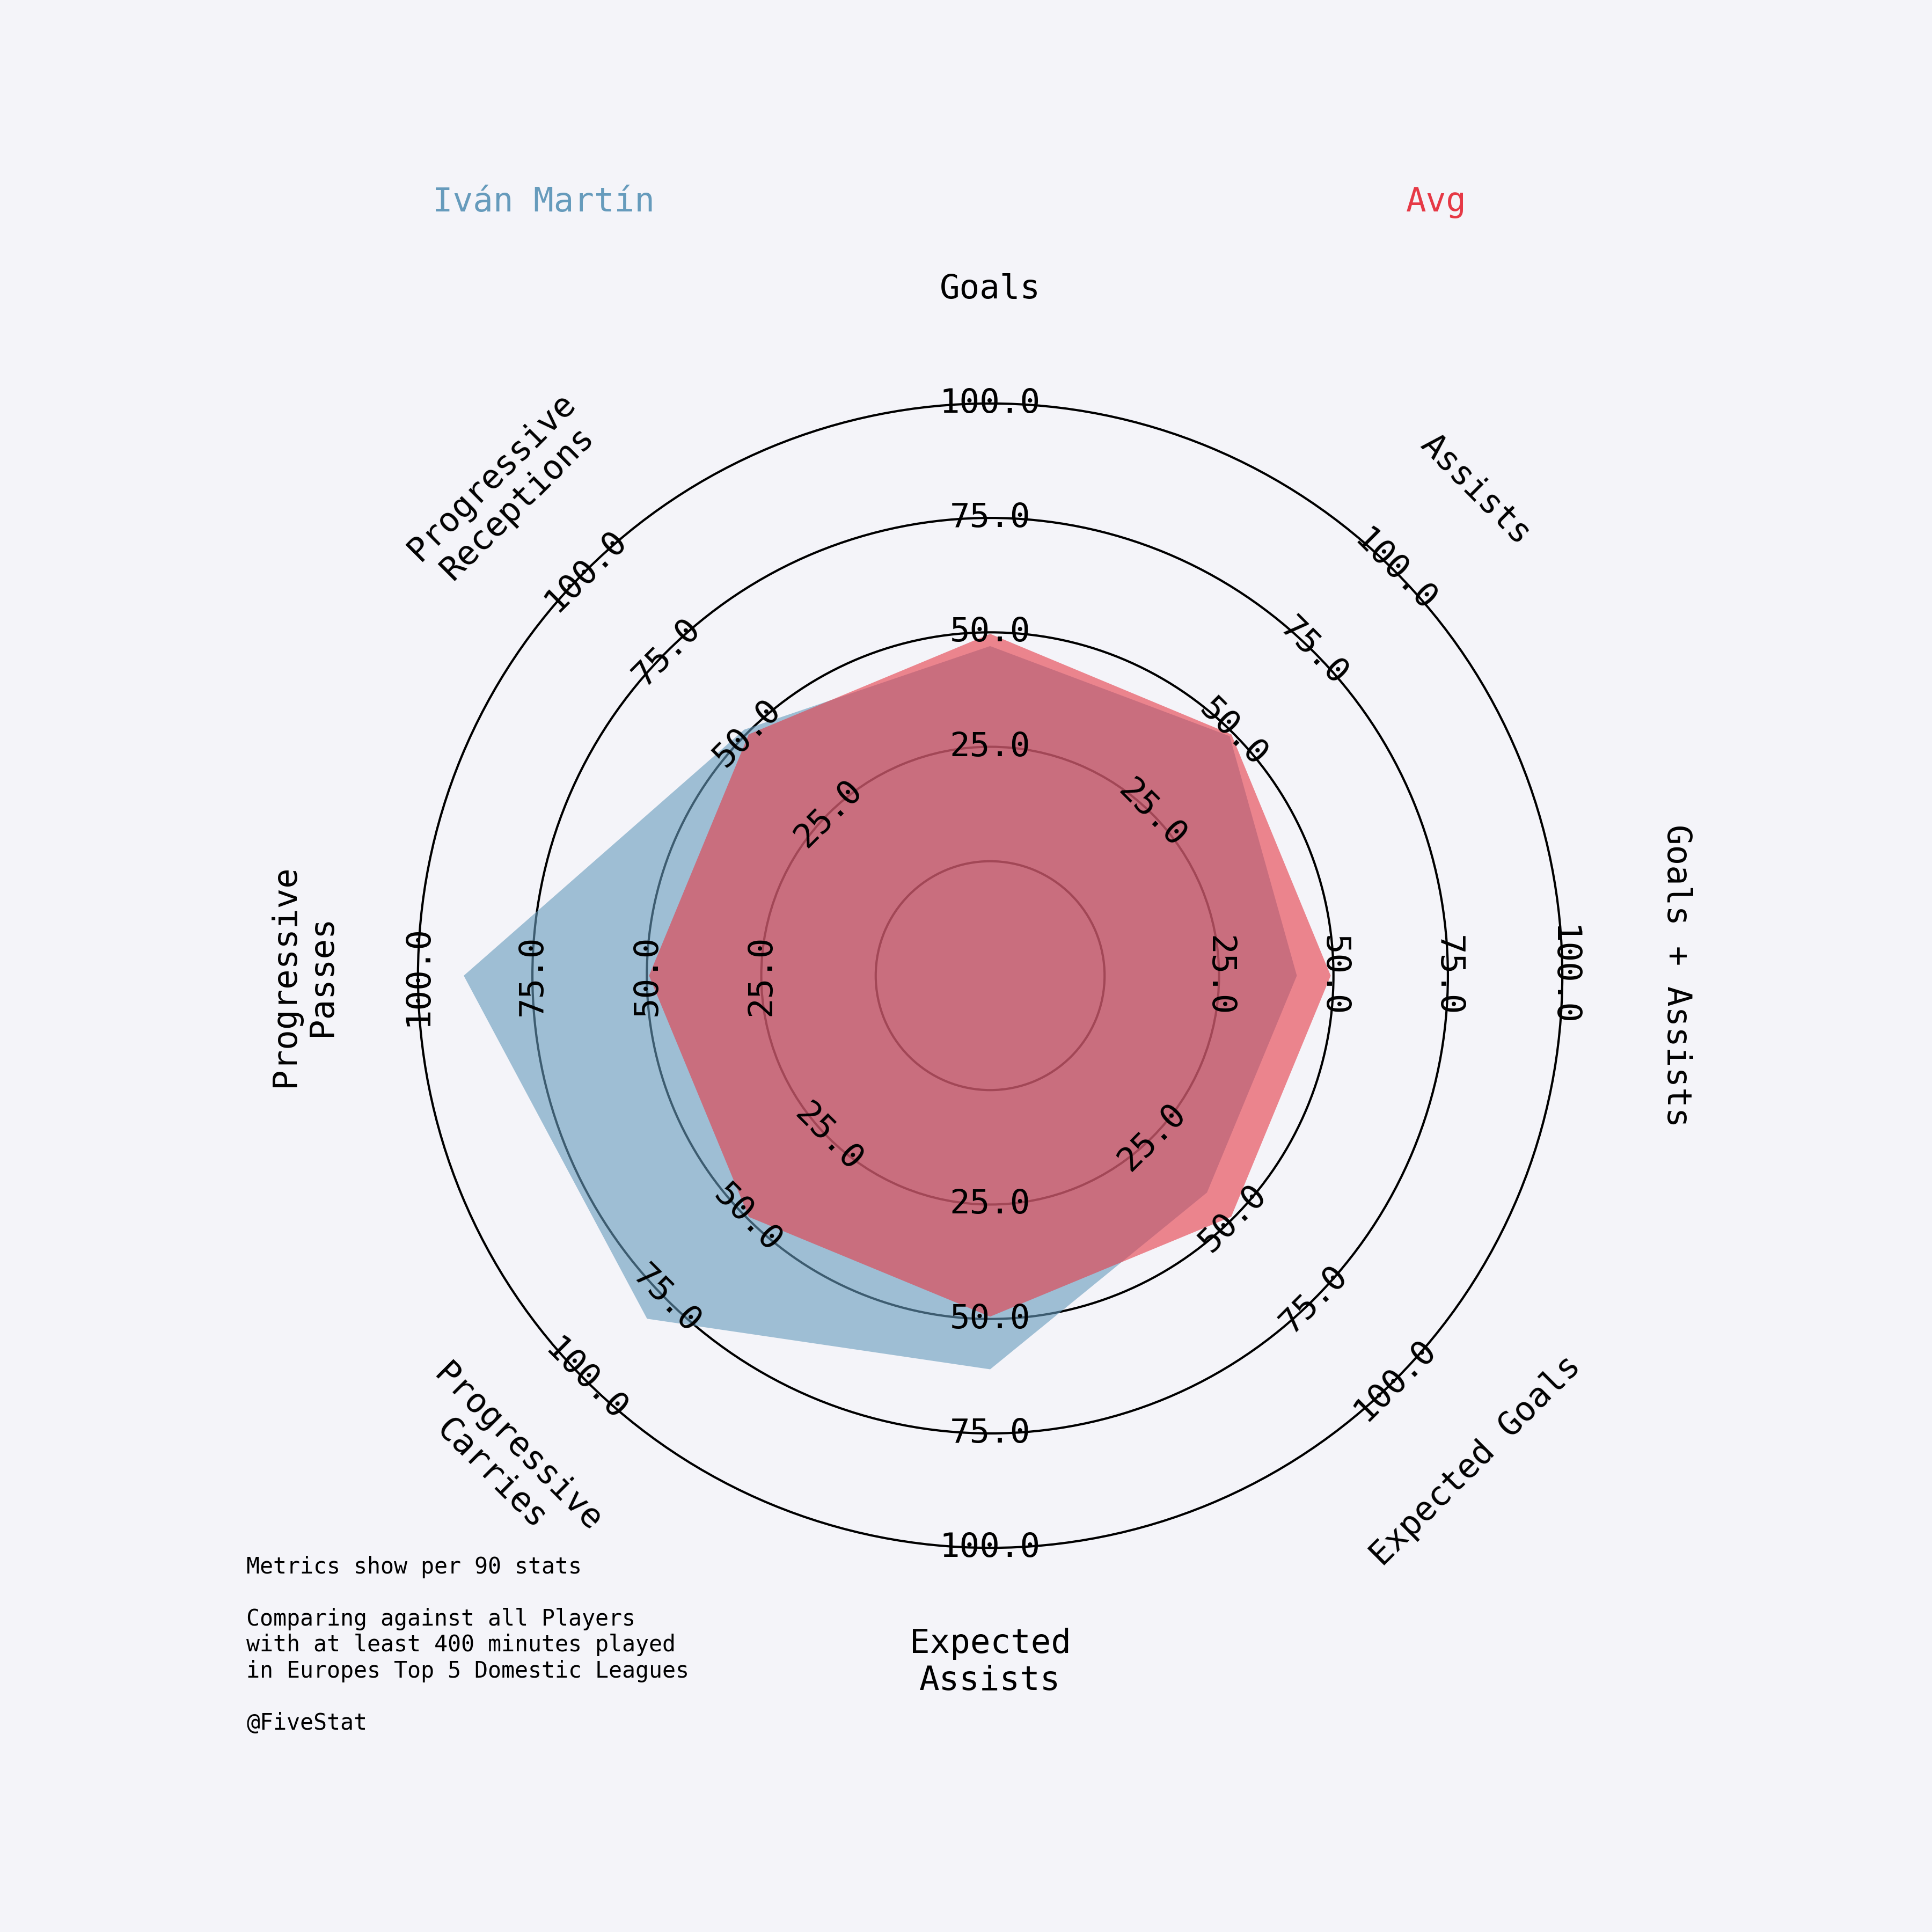 Iván Martín
Avg
Goals
Assists
Goals + Assists
Expected Goals
Expected
Assists
Progressive
Carries
Progressive
Passes
Progressive
Receptions
25.0
50.0
75.0
100.0
25.0
50.0
75.0
100.0
25.0
50.0
75.0
100.0
25.0
50.0
75.0
100.0
25.0
50.0
75.0
100.0
25.0
50.0
75.0
100.0
25.0
50.0
75.0
100.0
25.0
50.0
75.0
100.0
Metrics show per 90 stats
Comparing against all Players
with at least 400 minutes played
in Europes Top 5 Domestic Leagues
@FiveStat